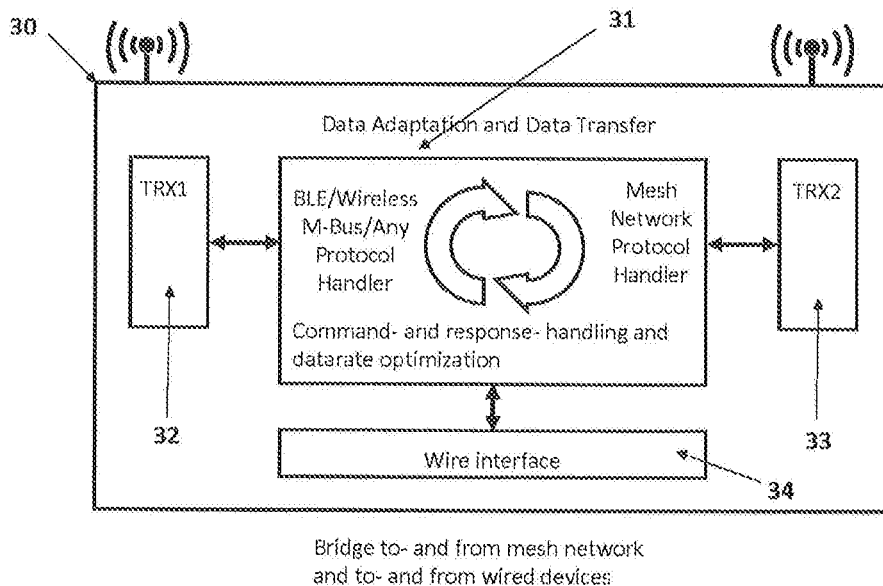 30
31
Data Adaptation and Data Transfer
TRX1
BLE/Wireless
M-Bus/Any
Protocol
Handler
Mesh
Network
Protocol
Handler
TRX2
Command- and response- handling and
datarate optimization
32
33
Wire interface
34
Bridge to- and from mesh network
and to- and from wired devices